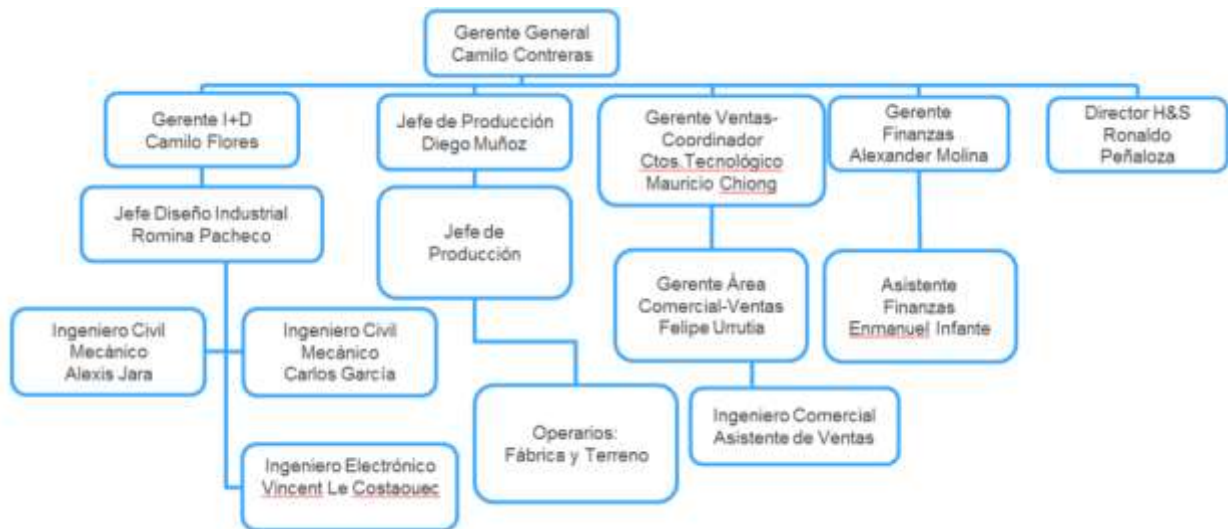 Gerente General
Camilo Contreras
Gerente I+D
Camilo Flores
Jefe de Producción
Diego Muñoz
Gerente Ventas-
Coordinador
Ctos.Tecnológico
Mauricio Chiong
Gerente
Finanzas
Alexander Molina
Director H&S
Ronaldo
Peñaloza
Jefe Diseño Industrial
Romina Pacheco
Jefe de
Producción
Gerente Área
Comercial-Ventas
Felipe Urrutia
Asistente
Finanzas
Enmanuel Infante
Ingeniero Civil
Mecánico
Alexis Jara
Ingeniero Civil
Mecánico
Carlos García
Operarios:
Fábrica y Terreno
Ingeniero Comercial
Asistente de Ventas
Ingeniero Electrónico
Vincent Le Costaouec